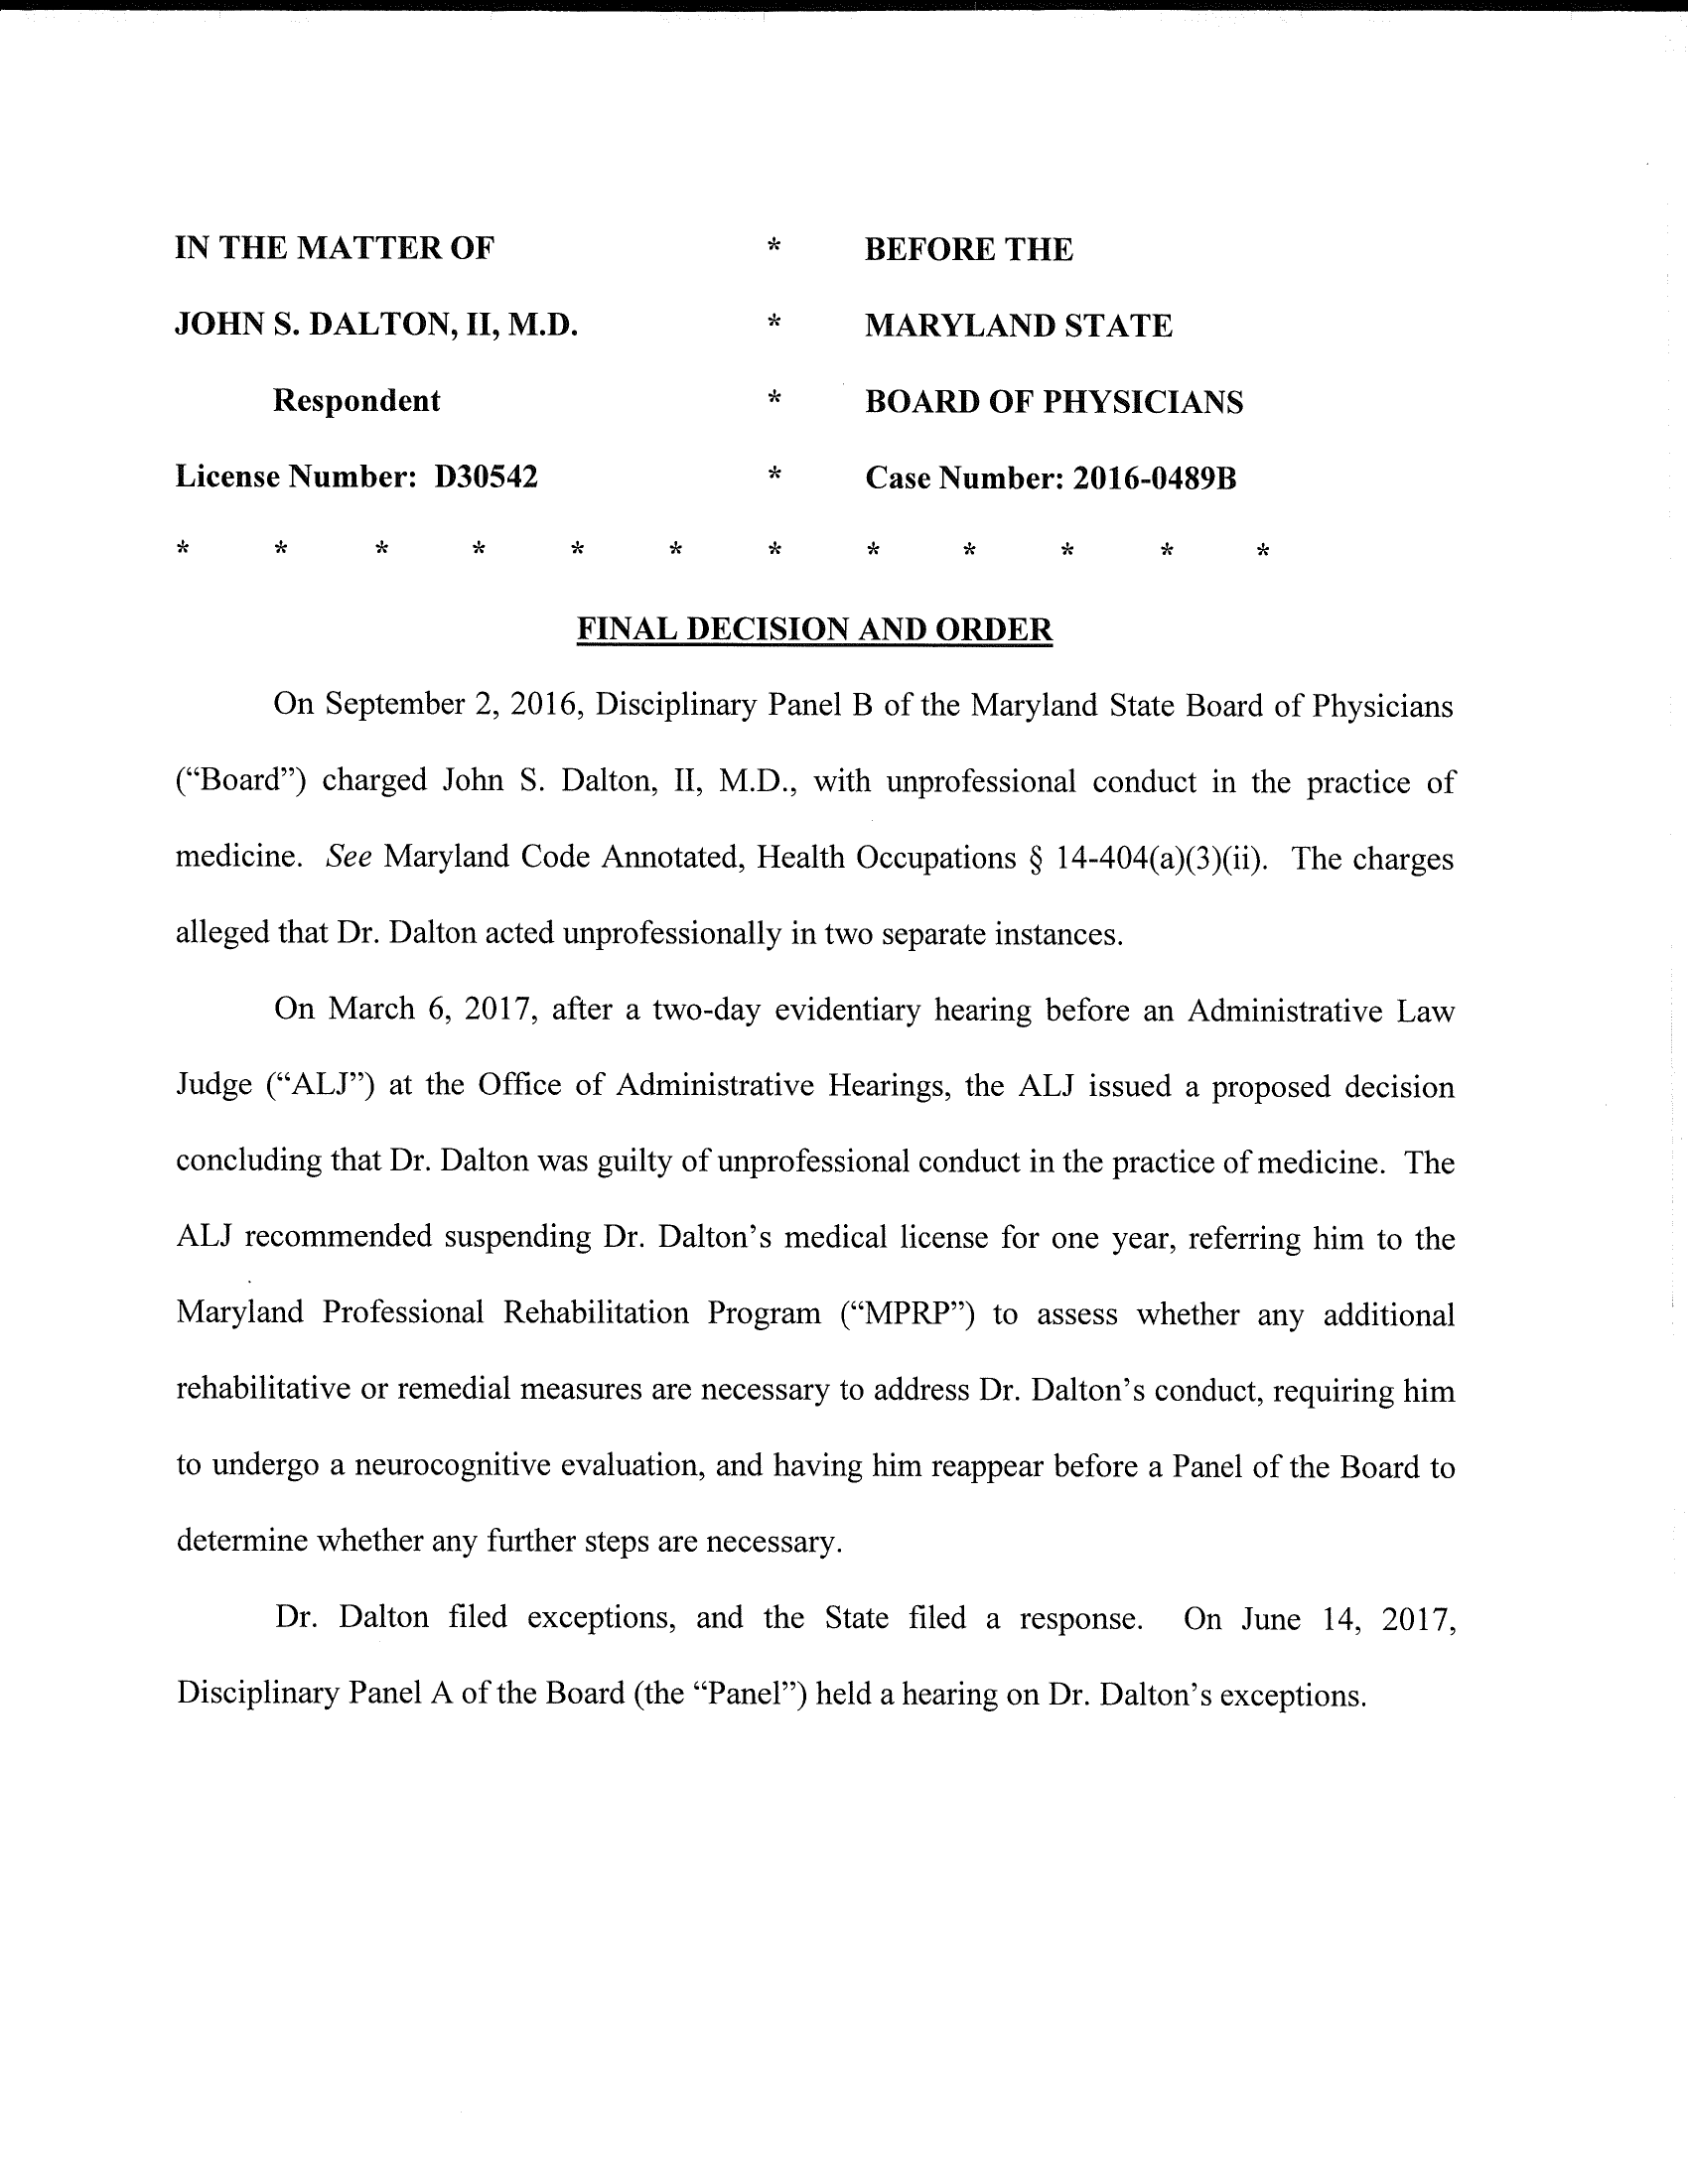 IN THE MATTER OF * BEFORE THE
JOHN S. DALTON, II, M.D. * MARYLAND STATE
Respondent * BOARD OF PHYSICIANS
License Number: D30542 * Case Number: 2016-0489B
* * * * * * * * * * * *
FINAL DECISION AND ORDER
On September 2, 2016, Disciplinary Panel B of the Maryland State Board of Physicians
(“Board”) charged John S. Dalton, II, M.D., with unprofessional conduct in the practice of
medicine. See Maryland Code Annotated, Health Occupations § 14-404(a)(3)(ii). The charges
alleged that Dr. Dalton acted unprofessionally in two separate instances.
On March 6, 2017, after a two-day evidentiary hearing before an Administrative Law
Judge (“ALJ”) at the Office of Administrative Hearings, the ALJ issued a proposed decision
concluding that Dr. Dalton was guilty of unprofessional conduct in the practice of medicine. The
ALJ recommended suspending Dr. Dalton’s medical license for one year, referring him to the
Maryland Professional Rehabilitation Program (“MPRP”) to assess whether any additional
rehabilitative or remedial measures are necessary to address Dr. Dalton’s conduct, requiring him
to undergo a neurocognitive evaluation, and having him reappear before a Panel of the Board to
determine whether any further steps are necessary.
Dr. Dalton filed exceptions, and the State filed a response. On June 14, 2017,
Disciplinary Panel A of the Board (the “Panel”) held a hearing on Dr. Dalton’s exceptions.